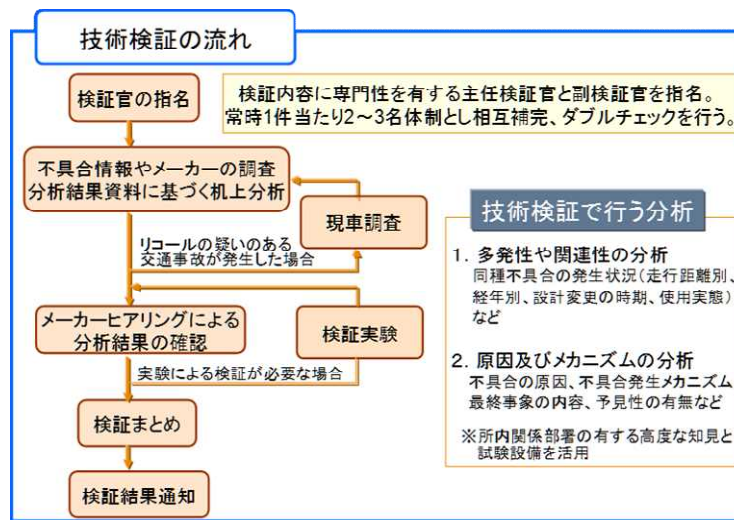 技術検証の流れ
検証官の指名
検証内容に専門性を有する主任検証官と副検証官を指名。
常時1件当たり2～3名体制とし相互補完、ダブルチェックを行う。
不具合情報やメーカーの調査
分析結果資料に基づく机上分析
現車調査
リコールの疑いのある
交通事故が発生した場合
メーカーヒアリングによる
分析結果の確認
検証実験
実験による検証が必要な場合
検証まとめ
検証結果通知
技術検証で行う分析
1. 多発性や関連性の分析
同種不具合の発生状況(走行距離別、
経年別、設計変更の時期、使用実態)
など
2. 原因及びメカニズムの分析
不具合の原因、不具合発生メカニズム
最終事象の内容、予見性の有無など
※所内関係部署の有する高度な知見と
試験設備を活用